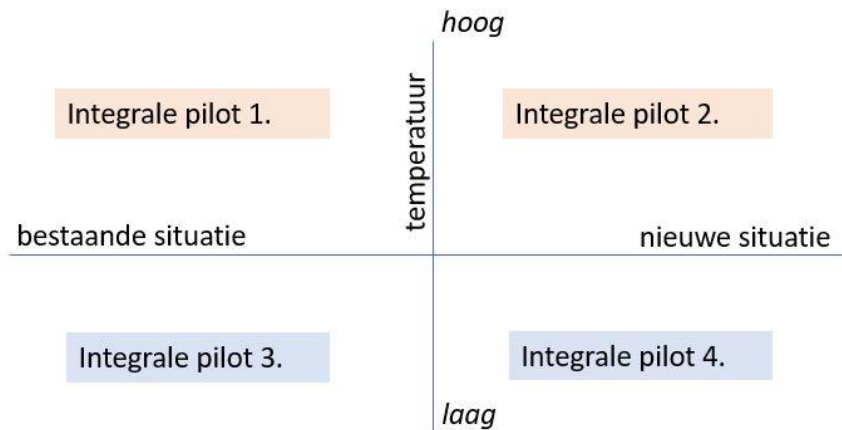 hoog
temperatuur
Integrale pilot 1.
Integrale pilot 2.
bestaande situatie
nieuwe situatie
Integrale pilot 3.
Integrale pilot 4.
laag